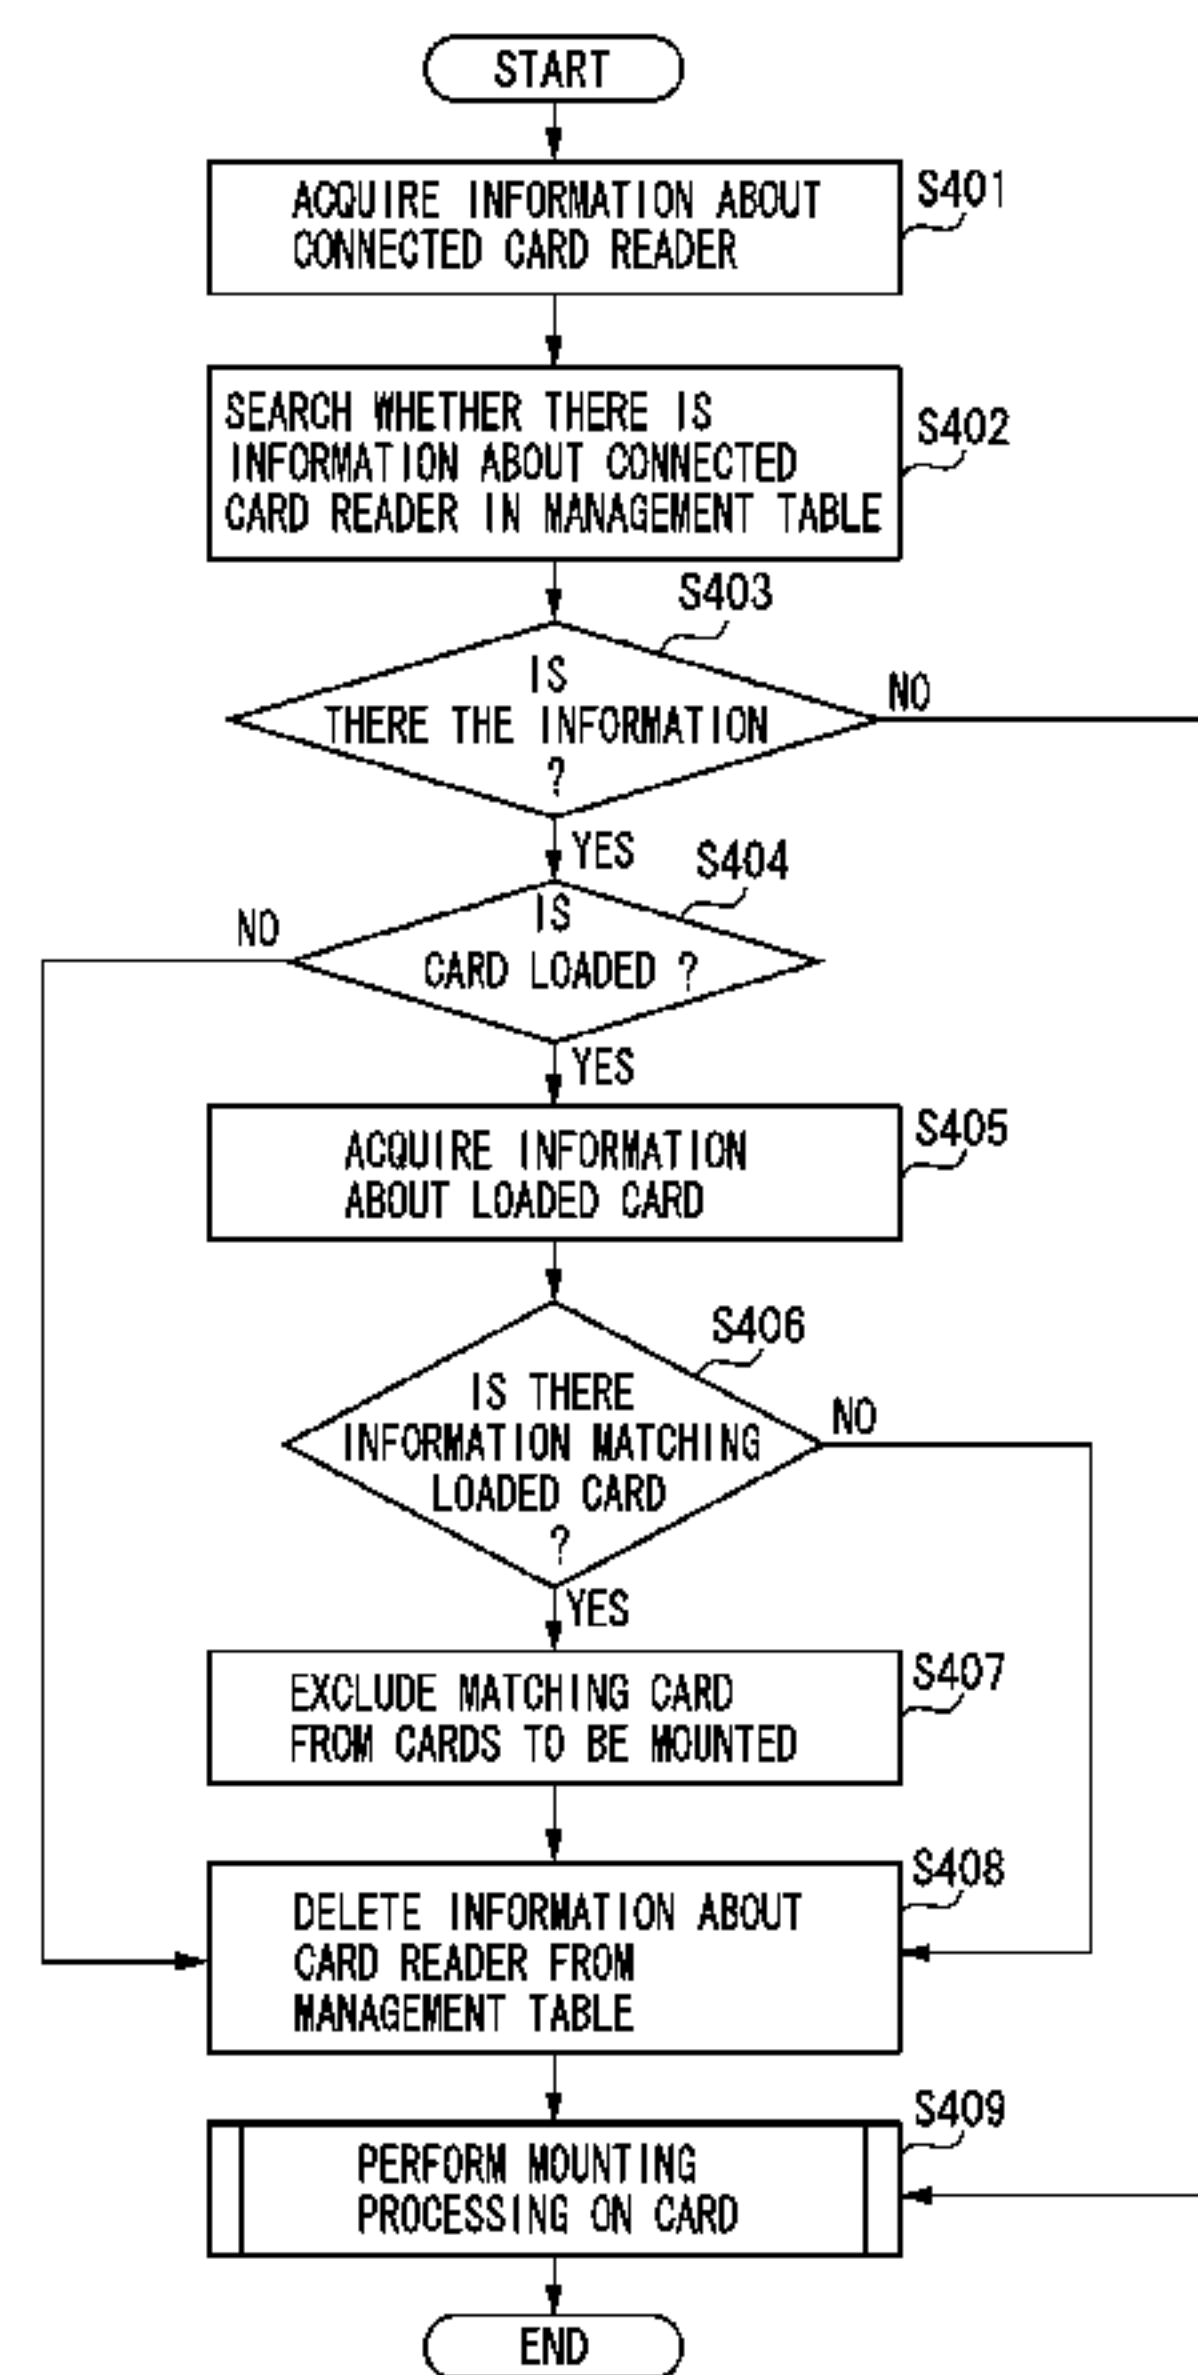 START
ACQUIRE INFORMATION ABOUT
CONNECTED CARD READER
S401
SEARCH WHETHER THERE IS
INFORMATION ABOUT CONNECTED
CARD READER IN MANAGEMENT TABLE
S402
S403
IS
THERE THE INFORMATION
?
NO
YES
S404
IS
CARD LOADED ?
NO
YES
ACQUIRE INFORMATION
ABOUT LOADED CARD
S405
S406
IS THERE
INFORMATION MATCHING
LOADED CARD
?
NO
YES
EXCLUDE MATCHING CARD
FROM CARDS TO BE MOUNTED
S407
DELETE INFORMATION ABOUT
CARD READER FROM
MANAGEMENT TABLE
S408
PERFORM MOUNTING
PROCESSING ON CARD
S409
END